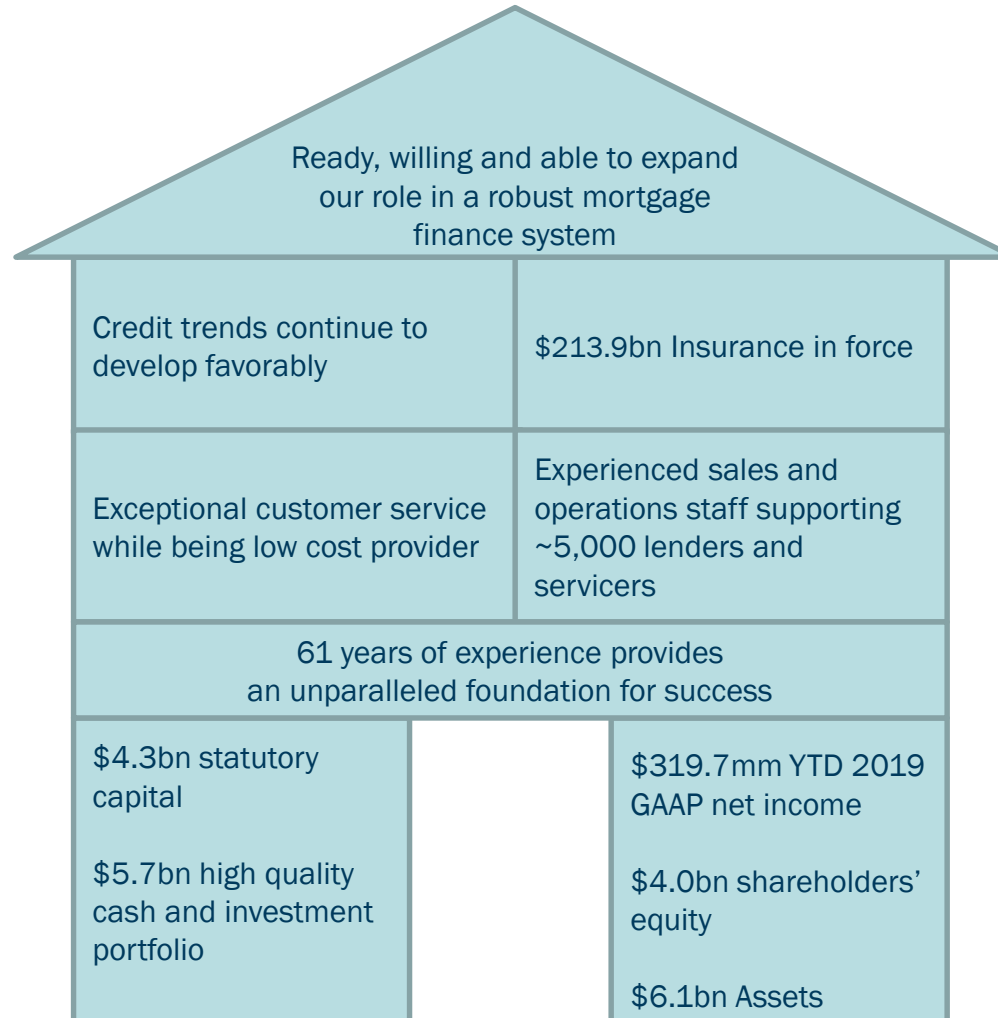 Ready, willing and able to expand
our role in a robust mortgage
finance system
Credit trends continue to
develop favorably
$213.9bn Insurance in force
Exceptional customer service
while being low cost provider
Experienced sales and
operations staff supporting
~5,000 lenders and
servicers
61 years of experience provides
an unparalleled foundation for success
$4.3bn statutory
capital
$5.7bn high quality
cash and investment
portfolio
$319.7mm YTD 2019
GAAP net income
$4.0bn shareholders’
equity
$6.1bn Assets